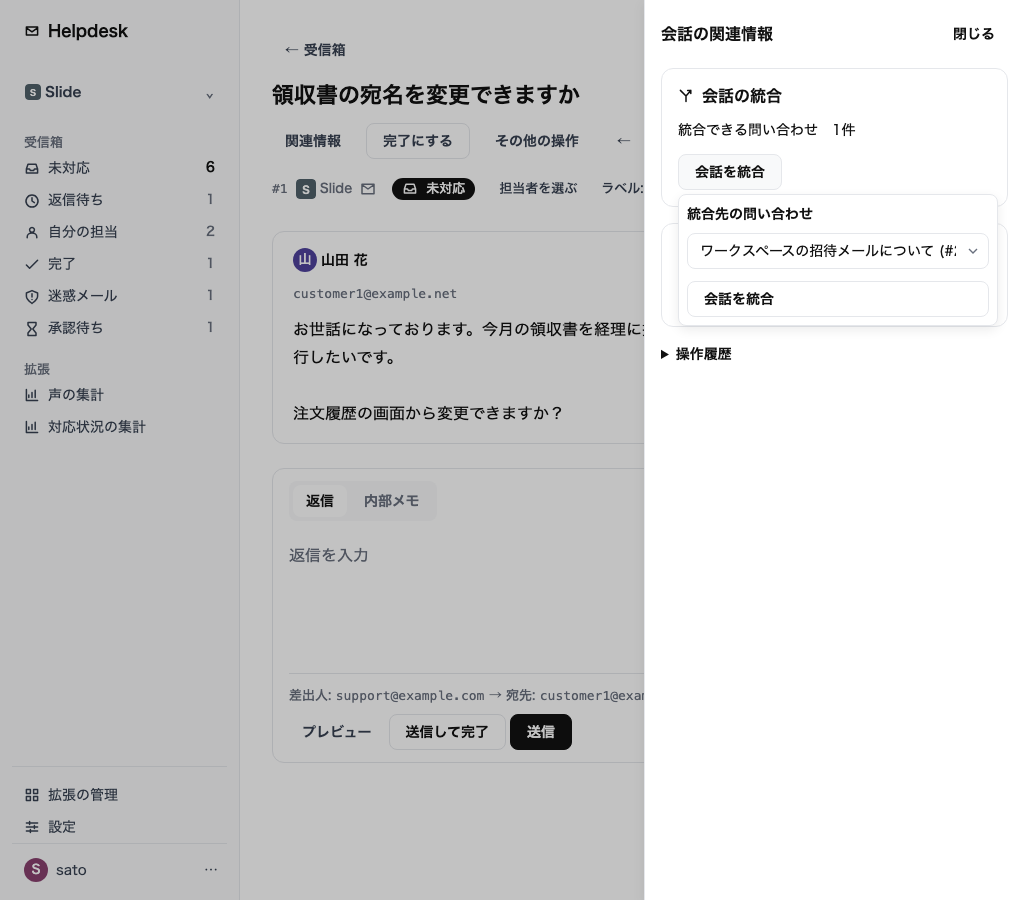 Helpdesk
S Slide
受信箱
未対応 6
返信待ち 1
自分の担当 2
完了 1
迷惑メール 1
承認待ち 1
拡張
声の集計
対応状況の集計
拡張の管理
設定
S sato ...
← 受信箱
領収書の宛名を変更できますか
関連情報 完了にする その他の操作 ←
#1 S Slide 未対応 担当者を選ぶ ラベル:
山 山田 花
customer1@example.net
お世話になっております。今月の領収書を経理に
行したいです。
注文履歴の画面から変更できますか？
返信 内部メモ
返信を入力
差出人: support@example.com → 宛先: customer1@exam
プレビュー 送信して完了 送信
会話の関連情報 閉じる
会話の統合
統合できる問い合わせ 1件
会話を統合
統合先の問い合わせ
ワークスペースの招待メールについて (#2
会話を統合
▶ 操作履歴